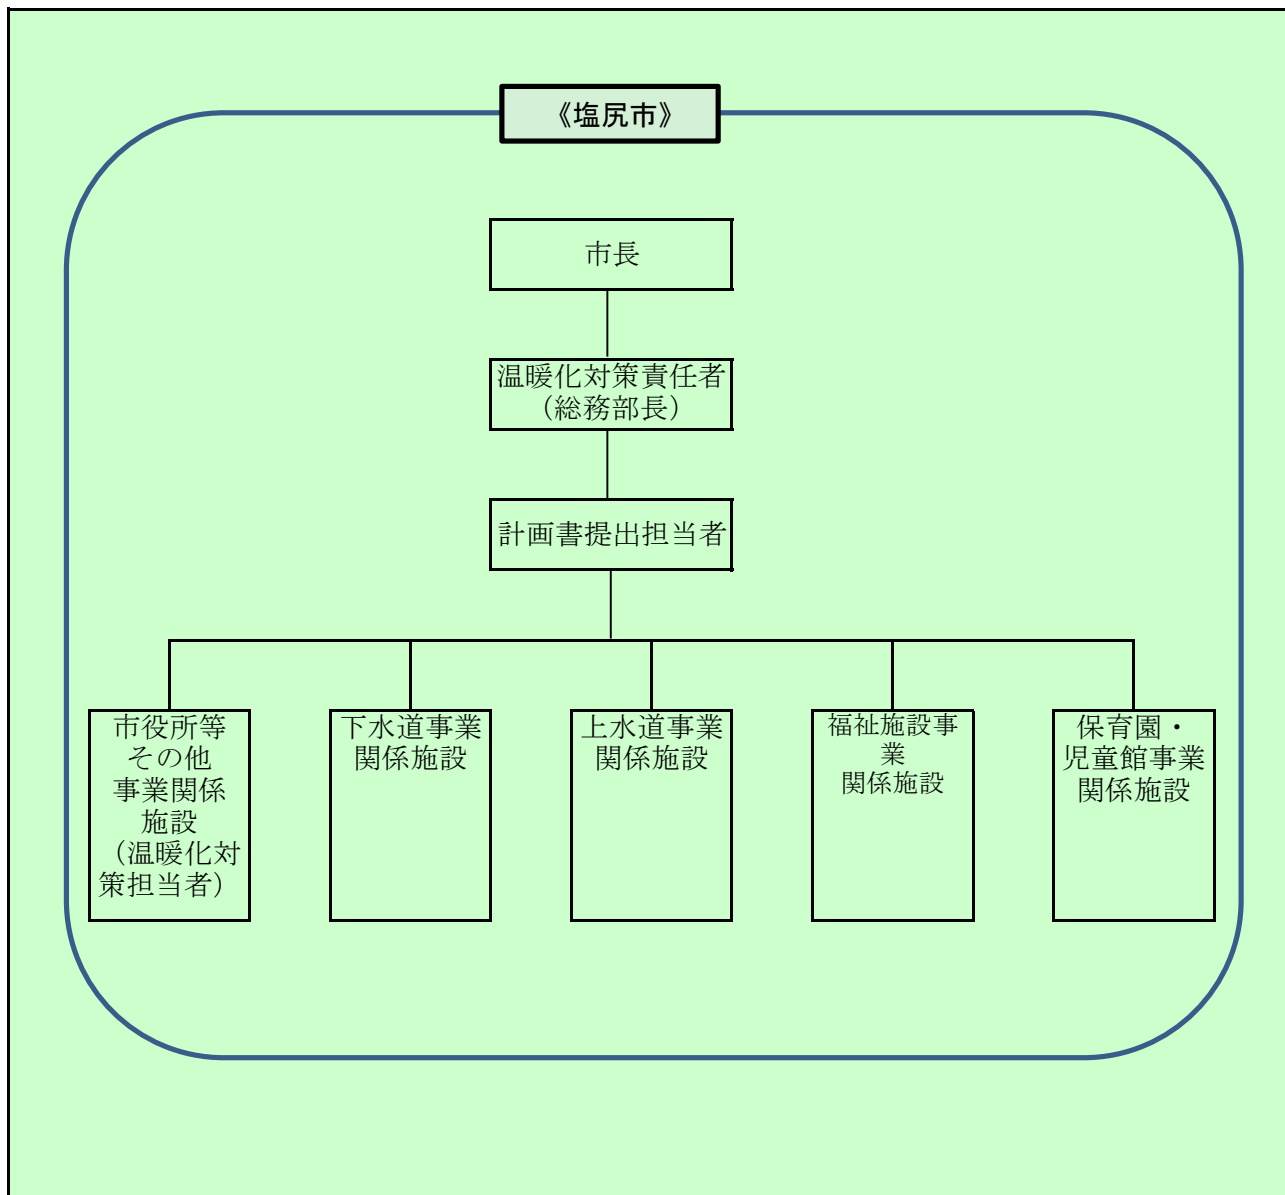 《塩尻市》
市長
温暖化対策責任者
（総務部長）
計画書提出担当者
市役所等
その他
事業関係
施設
（温暖化対
策担当者）
下水道事業
関係施設
上水道事業
関係施設
福祉施設事
業
関係施設
保育園・
児童館事業
関係施設